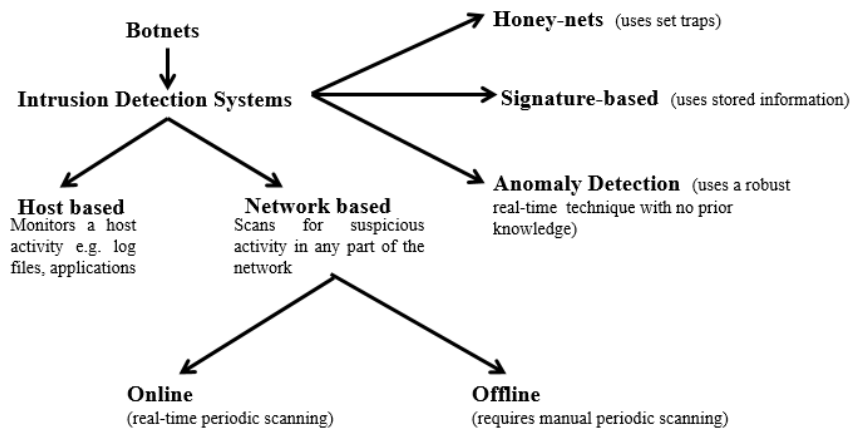 Botnets
Honey-nets (uses set traps)
Intrusion Detection Systems
Signature-based (uses stored information)
Anomaly Detection (uses a robust
real-time technique with no prior
knowledge)
Host based
Monitors a host
activity e.g. log
files, applications
Network based
Scans for suspicious
activity in any part of the
network
Online
(real-time periodic scanning)
Offline
(requires manual periodic scanning)